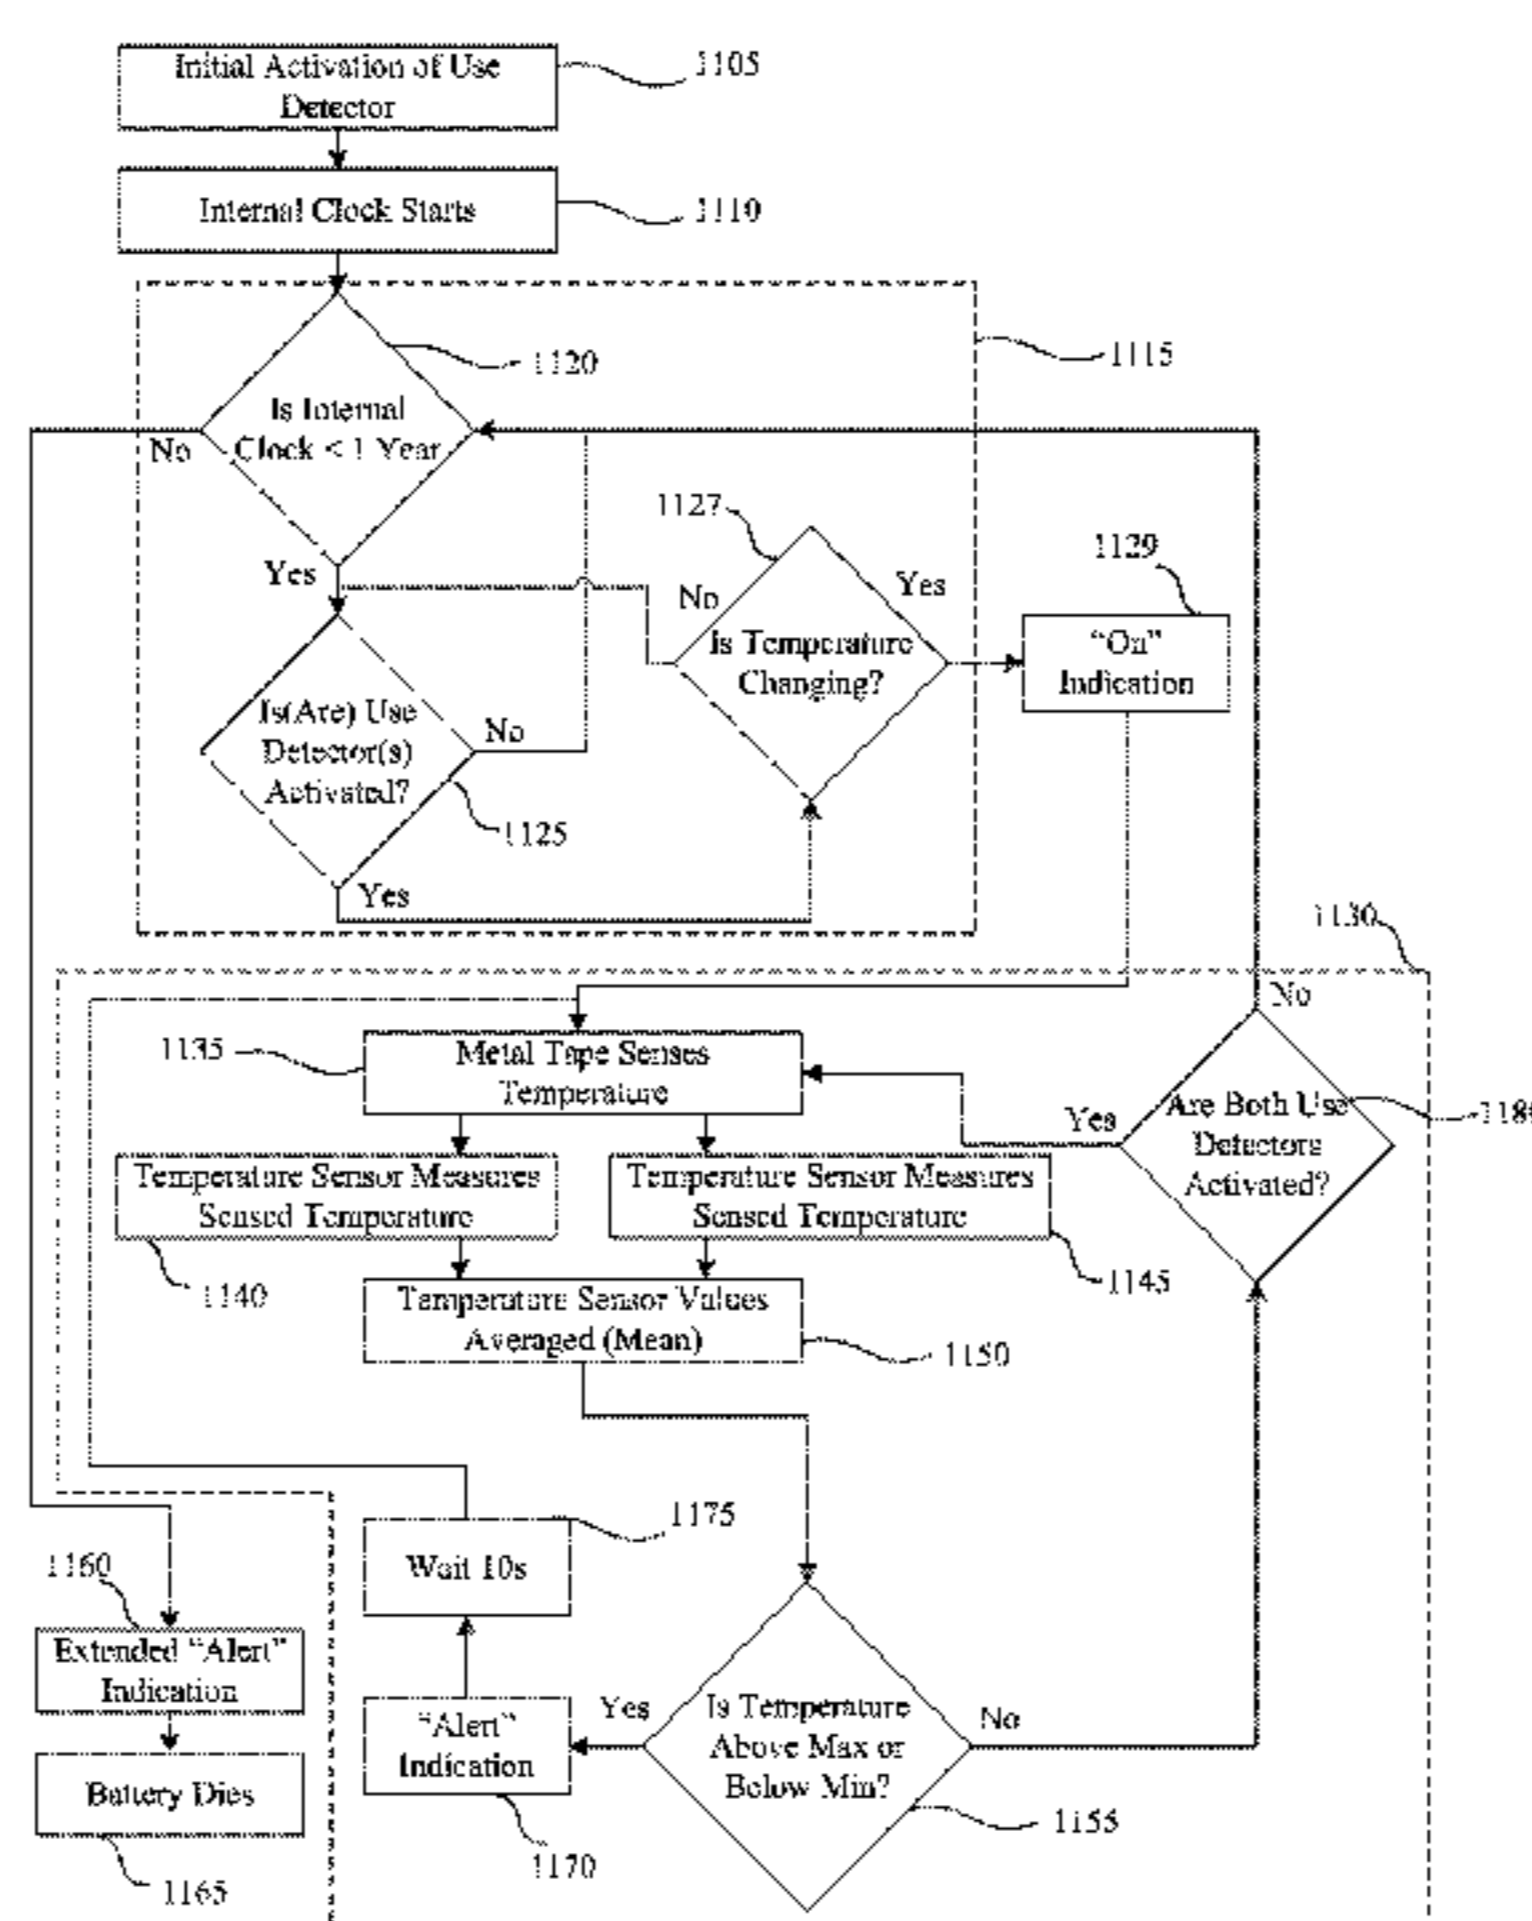 Initial Activation of Use
Detector
1105
Internal Clock Starts
1110
1115
1120
Is Internal
Clock < 1 Year
No
Yes
1127
No
Yes
Is Temperature
Changing?
1129
"On"
Indication
Is(Are) Use
Detector(s)
Activated?
No
1125
Yes
1130
No
1135
Metal Tape Senses
Temperature
Yes
Are Both Use
Detectors
Activated?
Temperature Sensor Measures
Sensed Temperature
Temperature Sensor Measures
Sensed Temperature
1140
1145
Temperature Sensor Values
Averaged (Mean)
1150
1175
Wait 10s
1160
Extended "Alert"
Indication
Battery Dies
1165
"Alert"
Indication
1170
Yes
Is Temperature
Above Max or
Below Min?
No
1155